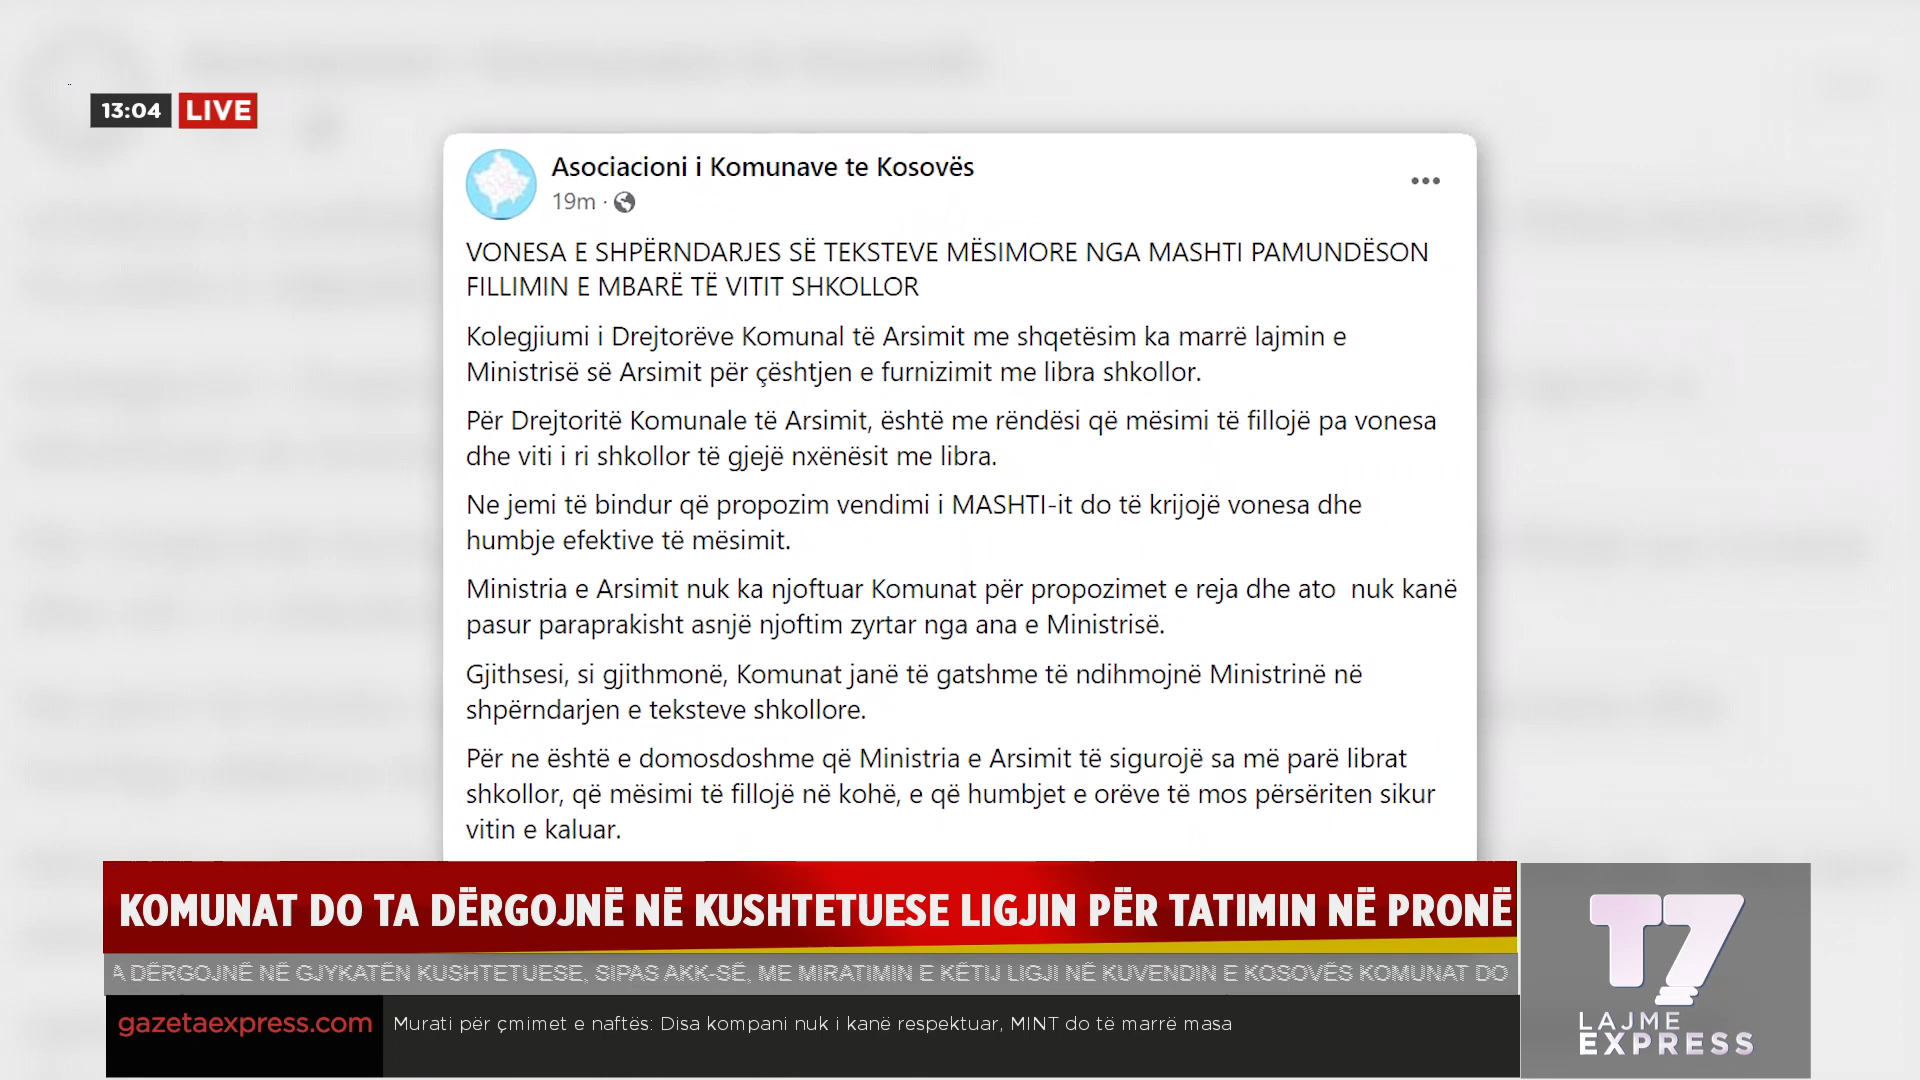 13:04 LIVE
Asociacioni i Komunave te Kosovës
19m ·
VONESA E SHPËRNDARJES SË TEKSTEVE MËSIMORE NGA MASHTI PAMUNDËSON
FILLIMIN E MBARË TË VITIT SHKOLLOR
Kolegjiumi i Drejtorëve Komunal të Arsimit me shqetësim ka marrë lajmin e
Ministrisë së Arsimit për çështjen e furnizimit me libra shkollor.
Për Drejtoritë Komunale të Arsimit, është me rëndësi që mësimi të fillojë pa vonesa
dhe viti i ri shkollor të gjejë nxënësit me libra.
Ne jemi të bindur që propozim vendimi i MASHTI-it do të krijojë vonesa dhe
humbje efektive të mësimit.
Ministria e Arsimit nuk ka njoftuar Komunat për propozimet e reja dhe ato nuk kanë
pasur paraprakisht asnjë njoftim zyrtar nga ana e Ministrisë.
Gjithsesi, si gjithmonë, Komunat janë të gatshme të ndihmojnë Ministrinë në
shpërndarjen e teksteve shkollore.
Për ne është e domosdoshme që Ministria e Arsimit të sigurojë sa më parë librat
shkollor, që mësimi të fillojë në kohë, e që humbjet e orëve të mos përsëriten sikur
vitin e kaluar.
KOMUNAT DO TA DËRGOJNË NË KUSHTETUESE LIGJIN PËR TATIMIN NË PRONË
A DËRGOJNË NË GJYKATËN KUSHTETUESE, SIPAS AKK-SË, ME MIRATIMIN E KËTIJ LIGJI NË KUVENDIN E KOSOVËS KOMUNAT DO
gazetaexpress.com Murati për çmimet e naftës: Disa kompani nuk i kanë respektuar, MINT do të marrë masa
T7
LAJME
EXPRESS